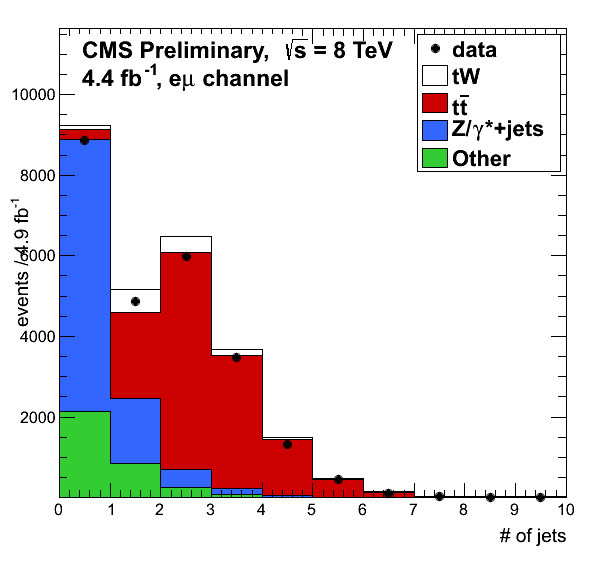 CMS Preliminary, √s = 8 TeV
4.4 fb⁻¹, eμ channel
data
tW
tt̄
Z/γ*+jets
Other
events / 4.9 fb⁻¹
10000
8000
6000
4000
2000
0 1 2 3 4 5 6 7 8 9 10
# of jets